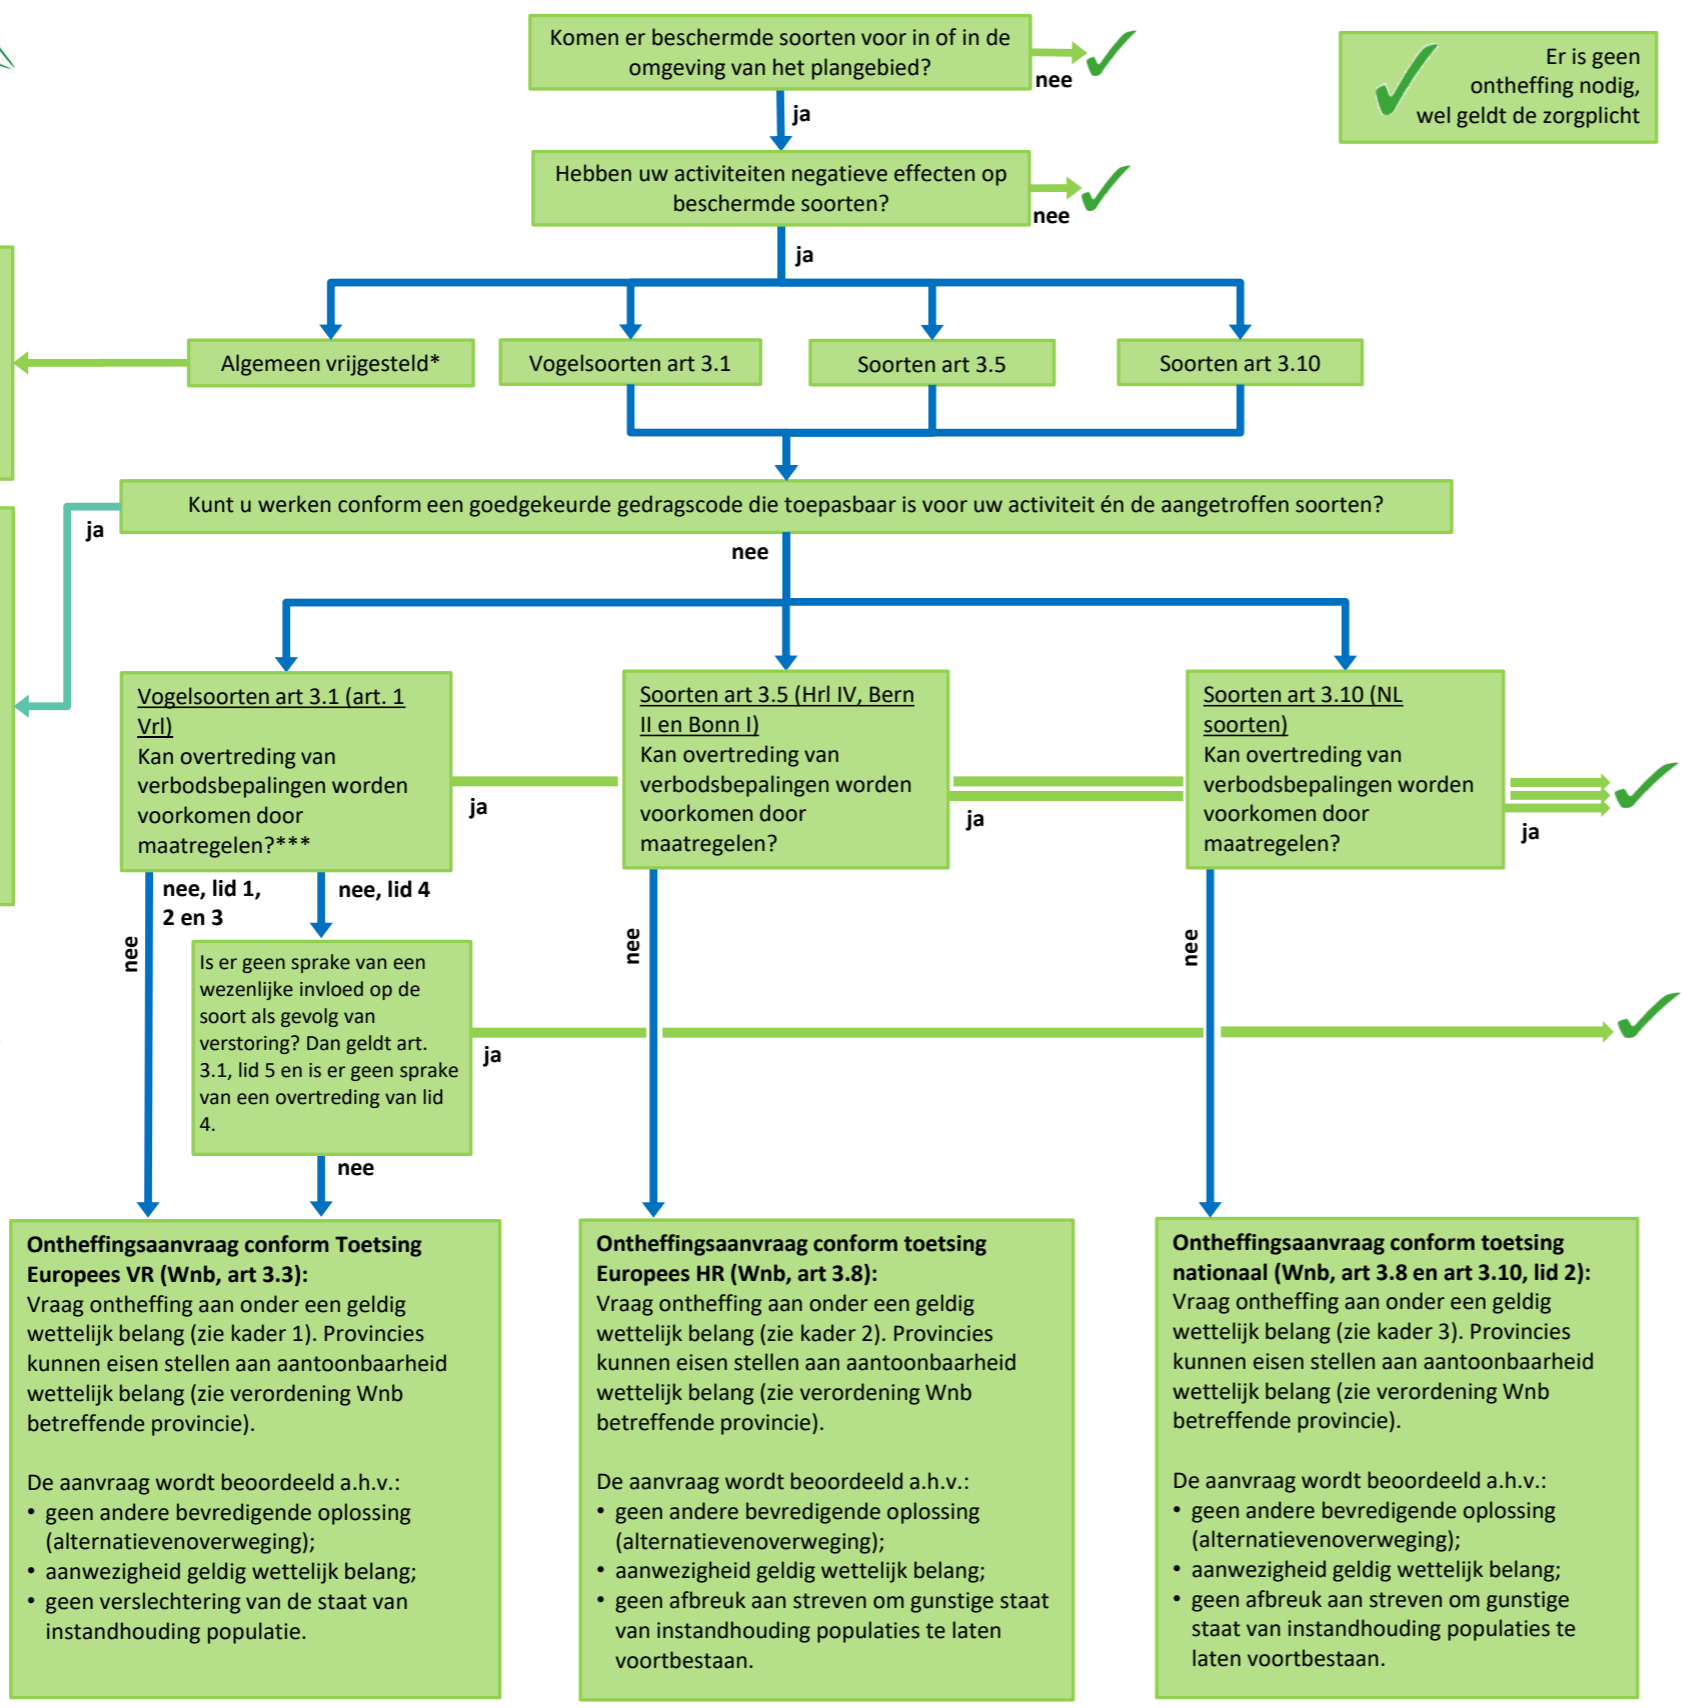 Komen er beschermde soorten voor in of in de
omgeving van het plangebied?
nee
Er is geen
ontheffing nodig,
wel geldt de zorgplicht
ja
Hebben uw activiteiten negatieve effecten op
beschermde soorten?
nee
ja
Algemeen vrijgesteld*
Vogelsoorten art 3.1
Soorten art 3.5
Soorten art 3.10
Kunt u werken conform een goedgekeurde gedragscode die toepasbaar is voor uw activiteit én de aangetroffen soorten?
ja
nee
Vogelsoorten art 3.1 (art. 1
Vrl)
Kan overtreding van
verbodsbepalingen worden
voorkomen door
maatregelen?***
ja
Soorten art 3.5 (Hrl IV, Bern
II en Bonn I)
Kan overtreding van
verbodsbepalingen worden
voorkomen door
maatregelen?
ja
Soorten art 3.10 (NL
soorten)
Kan overtreding van
verbodsbepalingen worden
voorkomen door
maatregelen?
ja
nee, lid 1,
2 en 3
nee, lid 4
nee
nee
nee
Is er geen sprake van een
wezenlijke invloed op de
soort als gevolg van
verstoring? Dan geldt art.
3.1, lid 5 en is er geen sprake
van een overtreding van lid
4.
ja
nee
Ontheffingsaanvraag conform Toetsing
Europees VR (Wnb, art 3.3):
Vraag ontheffing aan onder een geldig
wettelijk belang (zie kader 1). Provincies
kunnen eisen stellen aan aantoonbaarheid
wettelijk belang (zie verordening Wnb
betreffende provincie).
De aanvraag wordt beoordeeld a.h.v.:
• geen andere bevredigende oplossing
(alternatievenoverweging);
• aanwezigheid geldig wettelijk belang;
• geen verslechtering van de staat van
instandhouding populatie.
Ontheffingsaanvraag conform toetsing
Europees HR (Wnb, art 3.8):
Vraag ontheffing aan onder een geldig
wettelijk belang (zie kader 2). Provincies
kunnen eisen stellen aan aantoonbaarheid
wettelijk belang (zie verordening Wnb
betreffende provincie).
De aanvraag wordt beoordeeld a.h.v.:
• geen andere bevredigende oplossing
(alternatievenoverweging);
• aanwezigheid geldig wettelijk belang;
• geen afbreuk aan streven om gunstige staat
van instandhouding populaties te laten
voortbestaan.
Ontheffingsaanvraag conform toetsing
nationaal (Wnb, art 3.8 en art 3.10, lid 2):
Vraag ontheffing aan onder een geldig
wettelijk belang (zie kader 3). Provincies
kunnen eisen stellen aan aantoonbaarheid
wettelijk belang (zie verordening Wnb
betreffende provincie).
De aanvraag wordt beoordeeld a.h.v.:
• geen andere bevredigende oplossing
(alternatievenoverweging);
• aanwezigheid geldig wettelijk belang;
• geen afbreuk aan streven om gunstige
staat van instandhouding populaties te
laten voortbestaan.